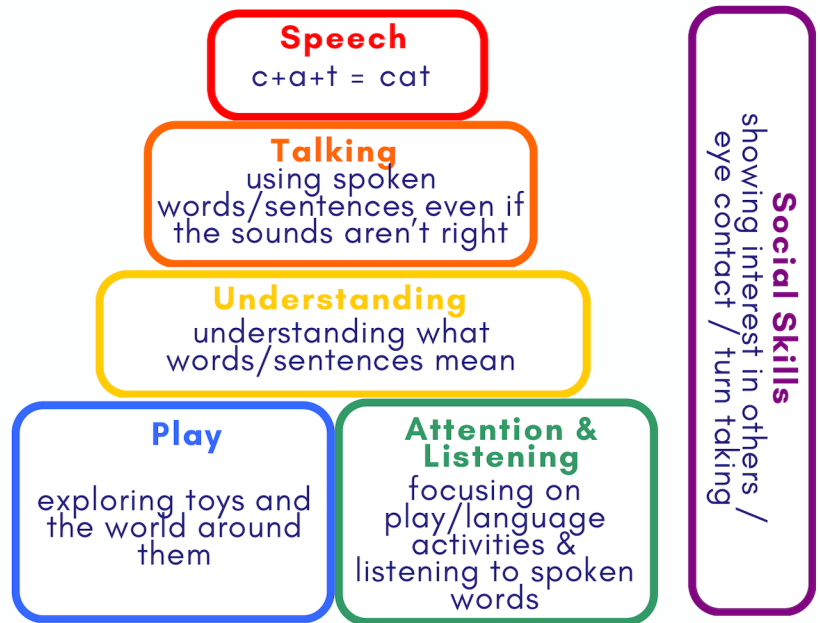 Speech
c+a+t = cat
Talking
using spoken
words/sentences even if
the sounds aren't right
Understanding
understanding what
words/sentences mean
Play
exploring toys and
the world around
them
Attention &
Listening
focusing on
play/language
activities &
listening to spoken
words
Social Skills
showing interest in others /
eye contact / turn taking